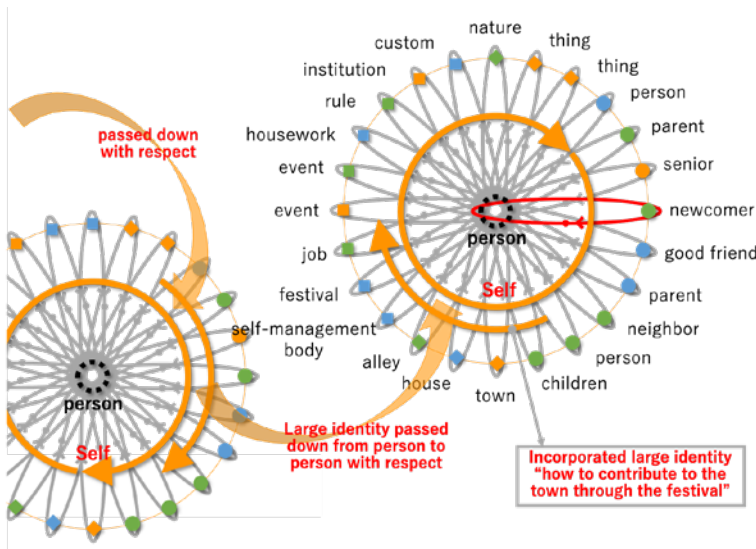 nature
custom
thing
institution
thing
rule
person
passed down
with respect
housework
parent
event
senior
event
newcomer
person
job
good friend
festival
Self
parent
self-management
body
neighbor
alley
person
house
town
children
person
Self
Large identity passed
down from person to
person with respect
Incorporated large identity
“how to contribute to the
town through the festival”